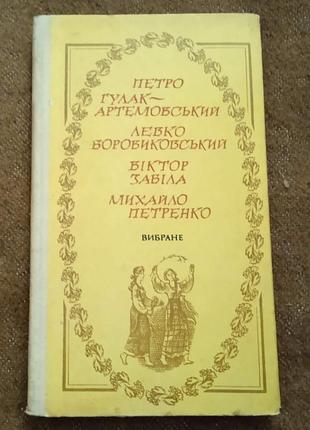 ПЕТРО
ГУЛАК-
АРТЕМОВСЬКИЙ
ЛЕВКО
БОРОВИКОВСЬКИЙ
ВІКТОР
ЗАБІЛА
МИХАЙЛО
ПЕТРЕНКО
ВИБРАНЕ